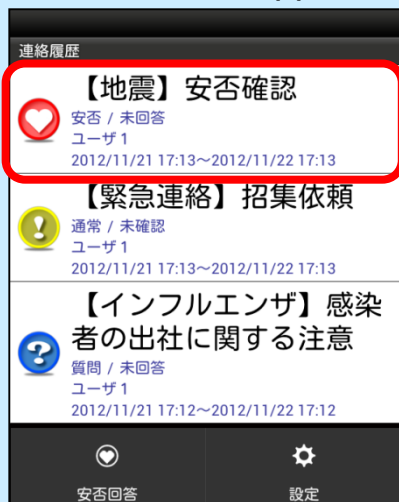 連絡履歴
【地震】安否確認
安否 / 未回答
ユーザ1
2012/11/21 17:13～2012/11/22 17:13
【緊急連絡】招集依頼
通常 / 未確認
ユーザ1
2012/11/21 17:13～2012/11/22 17:13
【インフルエンザ】感染
者の出社に関する注意
質問 / 未回答
ユーザ1
2012/11/21 17:12～2012/11/22 17:12
安否回答
設定